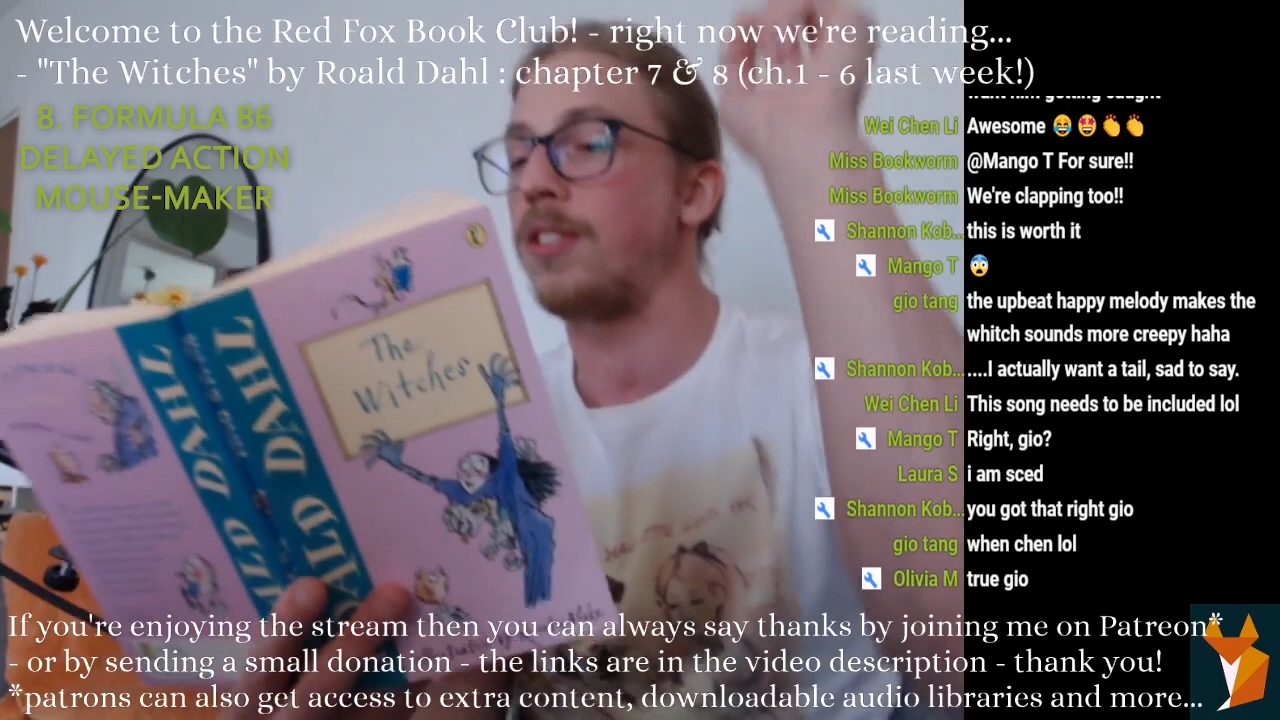 Welcome to the Red Fox Book Club! - right now we're reading...
- "The Witches" by Roald Dahl : chapter 7 & 8 (ch.1 - 6 last week!)
8. FORMULA 86
DELAYED ACTION
MOUSE-MAKER
The
Witches
ROALD DAHL
Wei Chen Li Awesome 😂 🤩 👏 👏
Miss Bookworm @Mango T For sure!!
Miss Bookworm We're clapping too!!
Shannon Kob... this is worth it
Mango T 😨
gio tang the upbeat happy melody makes the
whitch sounds more creepy haha
Shannon Kob... ....I actually want a tail, sad to say.
Wei Chen Li This song needs to be included lol
Mango T Right, gio?
Laura S i am sced
Shannon Kob... you got that right gio
gio tang when chen lol
Olivia M true gio
If you're enjoying the stream then you can always say thanks by joining me on Patreon*
- or by sending a small donation - the links are in the video description - thank you!
*patrons can also get access to extra content, downloadable audio libraries and more...